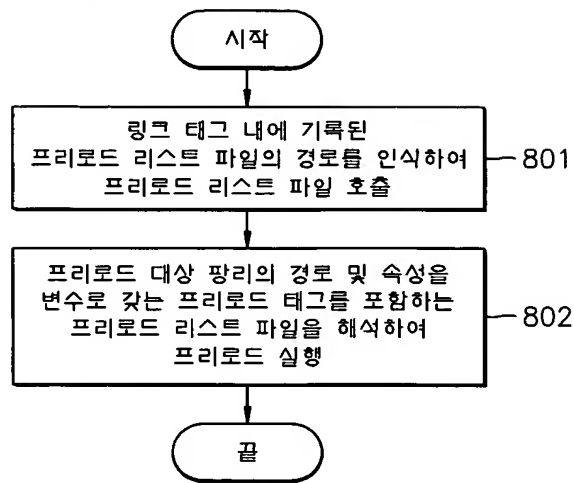 시작
링크 태그 내에 기록된
프리로드 리스트 파일의 경로를 인식하여
프리로드 리스트 파일 호출
801
프리로드 대상 팡리의 경로 및 속성을
변수로 갖는 프리로드 태그를 포함하는
프리로드 리스트 파일을 해석하여
프리로드 실행
802
끝